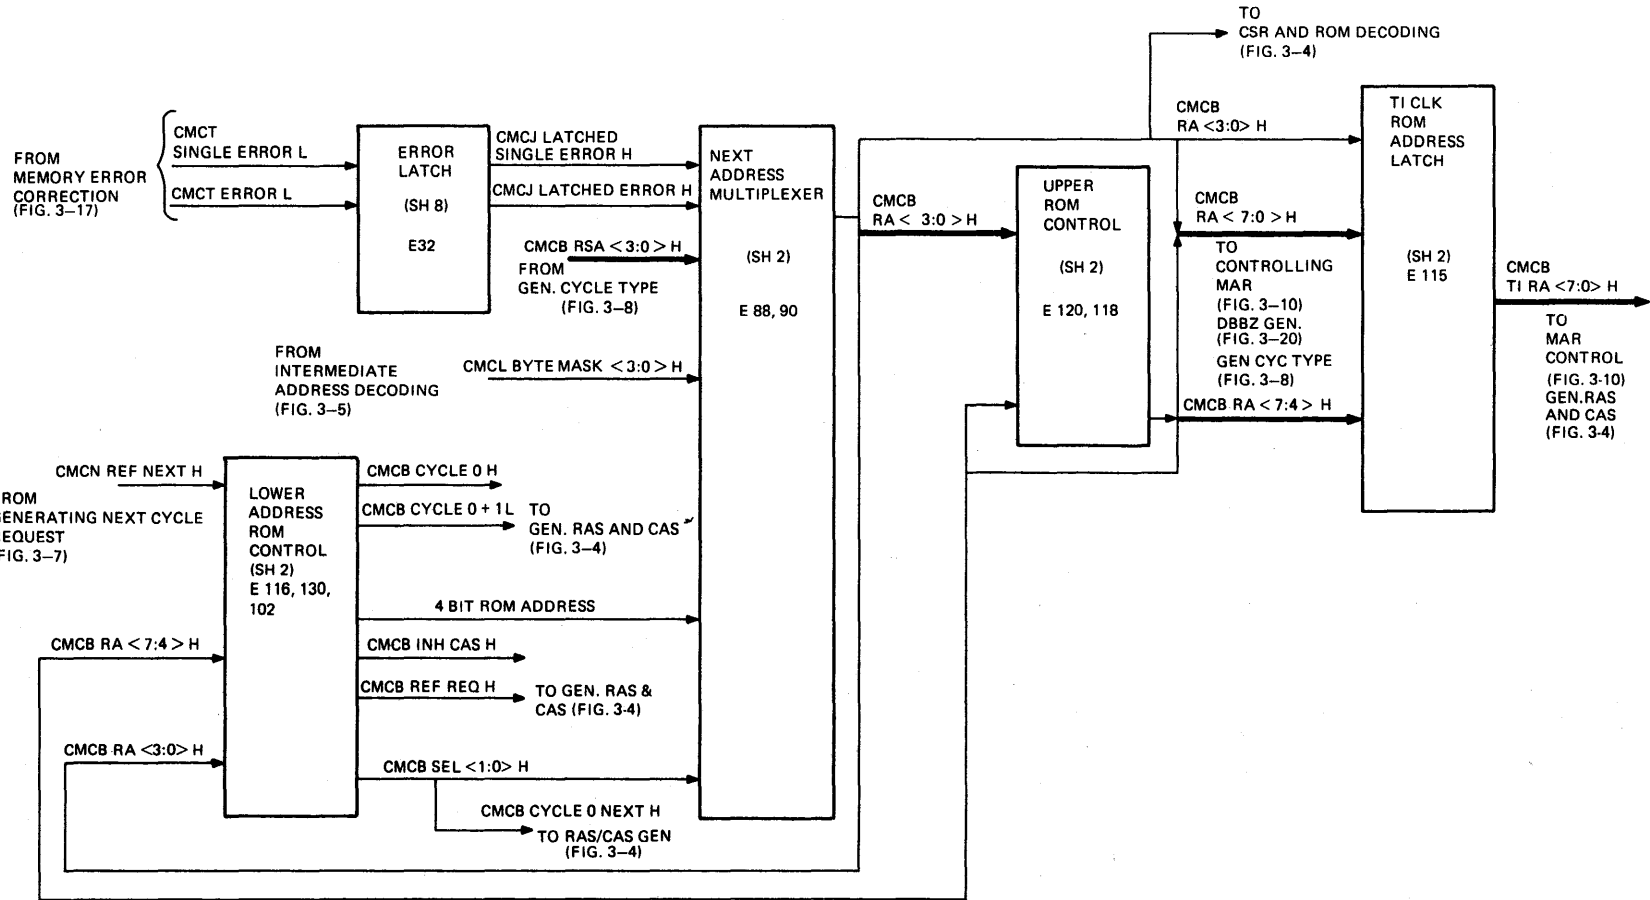 TO
CSR AND ROM DECODING
(FIG. 3-4)
FROM
MEMORY ERROR
CORRECTION
(FIG. 3-17)
CMCT
SINGLE ERROR L
CMCT ERROR L
ERROR
LATCH
(SH 8)
E32
CMCJ LATCHED
SINGLE ERROR H
CMCJ LATCHED ERROR H
CMCB RSA <3:0> H
FROM
GEN. CYCLE TYPE
(FIG. 3-8)
FROM
INTERMEDIATE
ADDRESS DECODING
(FIG. 3-5)
CMCL BYTE MASK <3:0> H
NEXT
ADDRESS
MULTIPLEXER
(SH 2)
E 88, 90
CMCB
RA < 3:0> H
UPPER
ROM
CONTROL
(SH 2)
E 120, 118
CMCB
RA <3:0> H
CMCB
RA < 7:0> H
TO
CONTROLLING
MAR
(FIG. 3-10)
DBBZ GEN.
(FIG. 3-20)
GEN CYC TYPE
(FIG. 3-8)
CMCB RA <7:4> H
TI CLK
ROM
ADDRESS
LATCH
(SH 2)
E 115
CMCB
TI RA <7:0> H
TO
MAR
CONTROL
(FIG. 3-10)
GEN.RAS
AND CAS
(FIG. 3-4)
CMCN REF NEXT H
ROM
ENERATING NEXT CYCLE
EQUEST
FIG. 3-7)
LOWER
ADDRESS
ROM
CONTROL
(SH 2)
E 116, 130,
102
CMCB CYCLE 0 H
CMCB CYCLE 0 + 1 L
TO
GEN. RAS AND CAS
(FIG. 3-4)
4 BIT ROM ADDRESS
CMCB RA < 7:4 > H
CMCB INH CAS H
CMCB REF REQ H
TO GEN. RAS &
CAS (FIG. 3-4)
CMCB RA <3:0> H
CMCB SEL <1:0> H
CMCB CYCLE 0 NEXT H
TO RAS/CAS GEN
(FIG. 3-4)